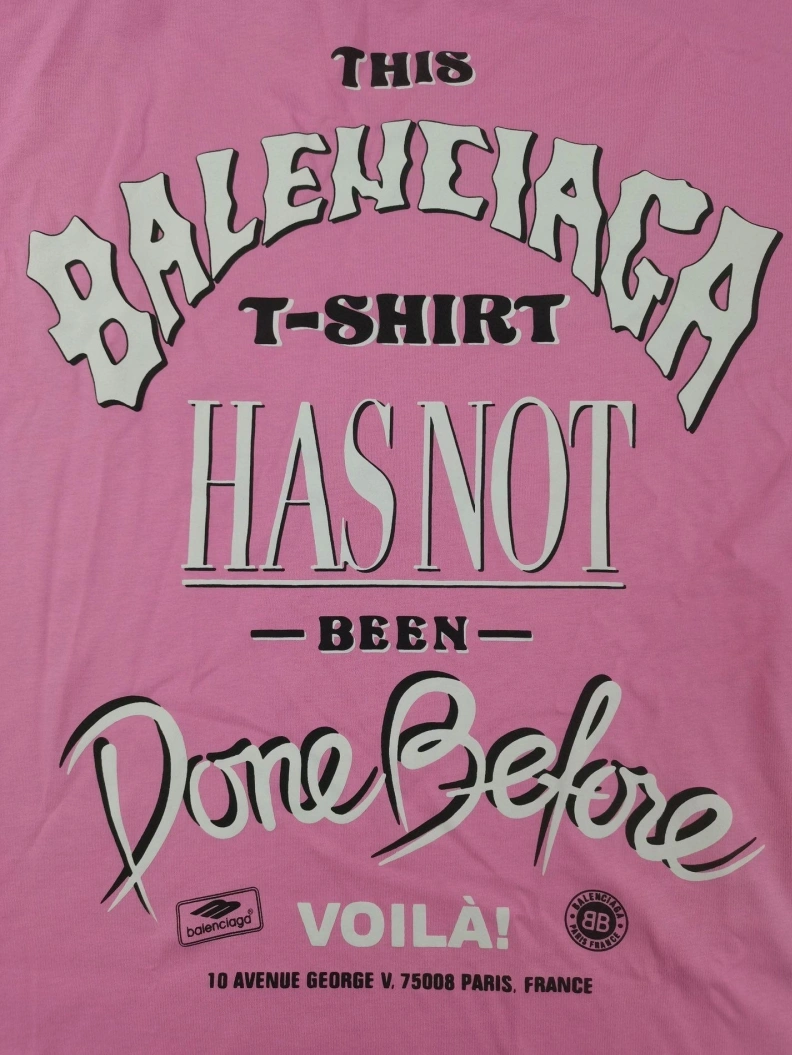 THIS
BALENCIAGA
T-SHIRT
HAS NOT
— BEEN —
Done Before
balenciaga®
VOILÀ!
BALENCIAGA
BB
PARIS FRANCE
10 AVENUE GEORGE V, 75008 PARIS, FRANCE